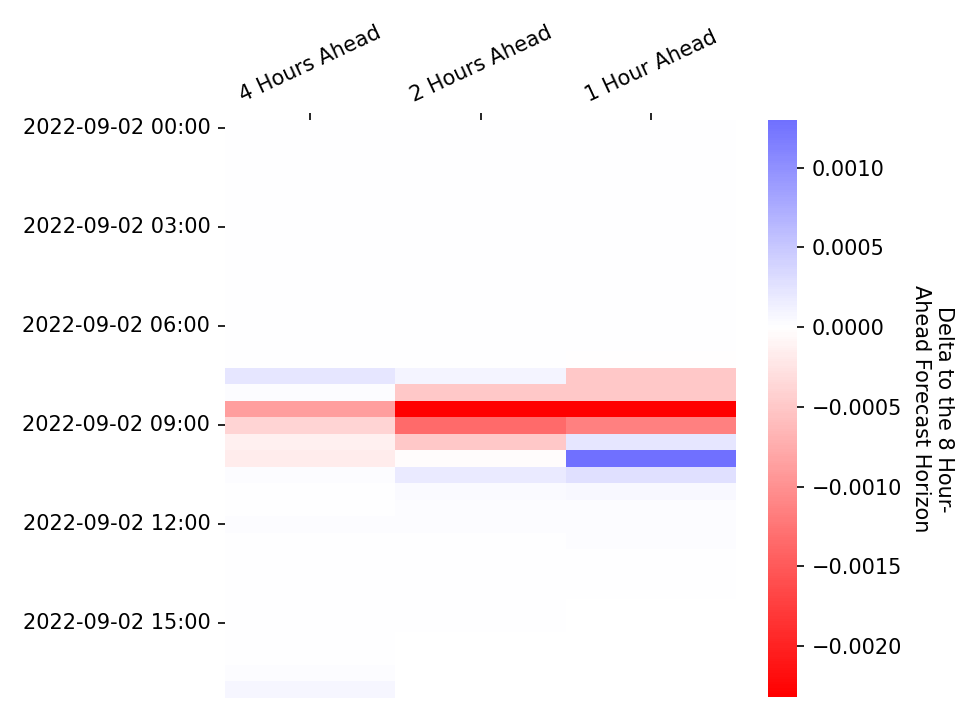 4 Hours Ahead
2 Hours Ahead
1 Hour Ahead
2022-09-02 00:00
2022-09-02 03:00
2022-09-02 06:00
2022-09-02 09:00
2022-09-02 12:00
2022-09-02 15:00
0.0010
0.0005
0.0000
−0.0005
−0.0010
−0.0015
−0.0020
Delta to the 8 Hour-
Ahead Forecast Horizon